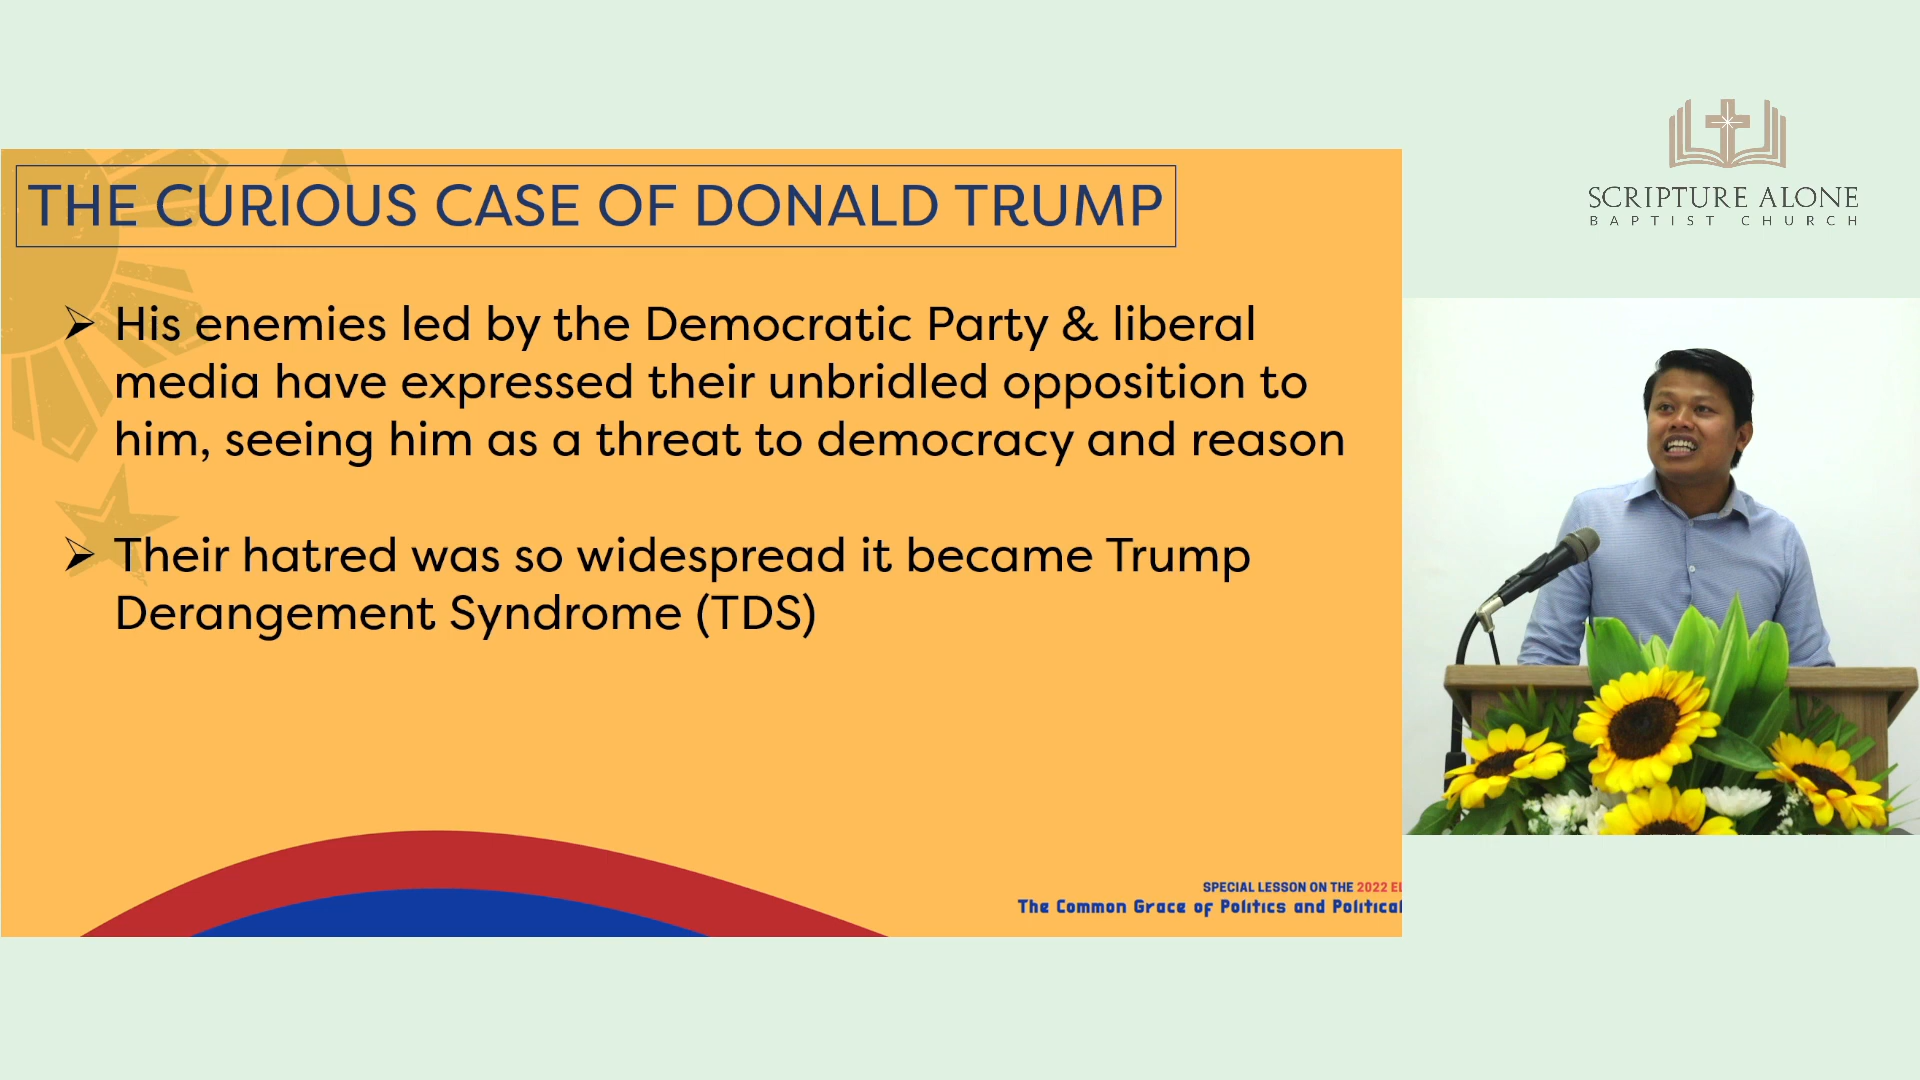 THE CURIOUS CASE OF DONALD TRUMP
➢ His enemies led by the Democratic Party & liberal
media have expressed their unbridled opposition to
him, seeing him as a threat to democracy and reason
➢ Their hatred was so widespread it became Trump
Derangement Syndrome (TDS)
SPECIAL LESSON ON THE 2022
The Common Grace of Politics and Political
SCRIPTURE ALONE
BAPTIST CHURCH